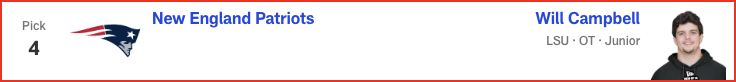 Pick
4
New England Patriots
Will Campbell
LSU · OT · Junior